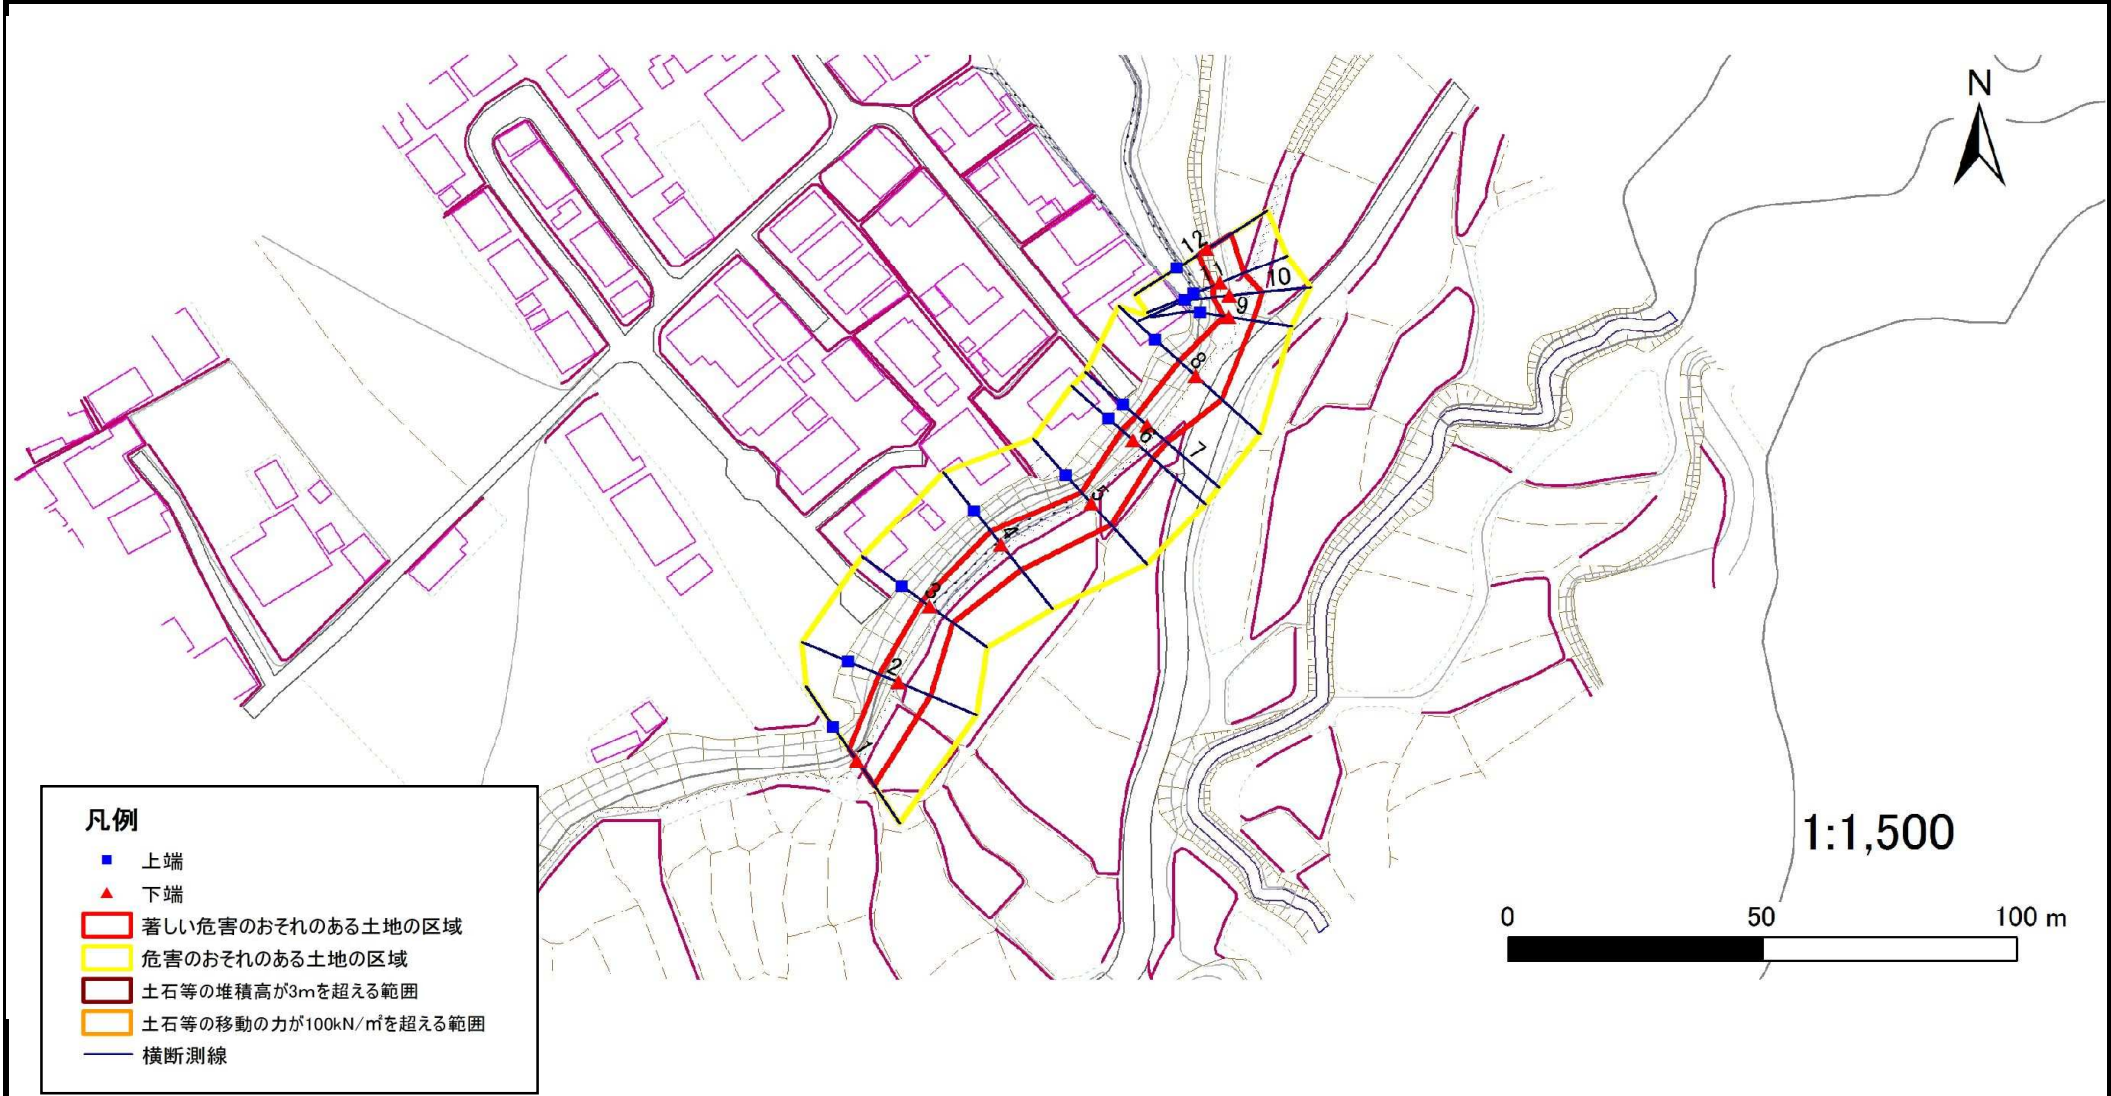 N
12
11
10
9
8
7
6
5
4
3
2
1
1:1,500
0 50 100 m
凡例
上端
下端
著しい危害のおそれのある土地の区域
危害のおそれのある土地の区域
土石等の堆積高が3mを超える範囲
土石等の移動の力が100kN/㎡を超える範囲
横断測線